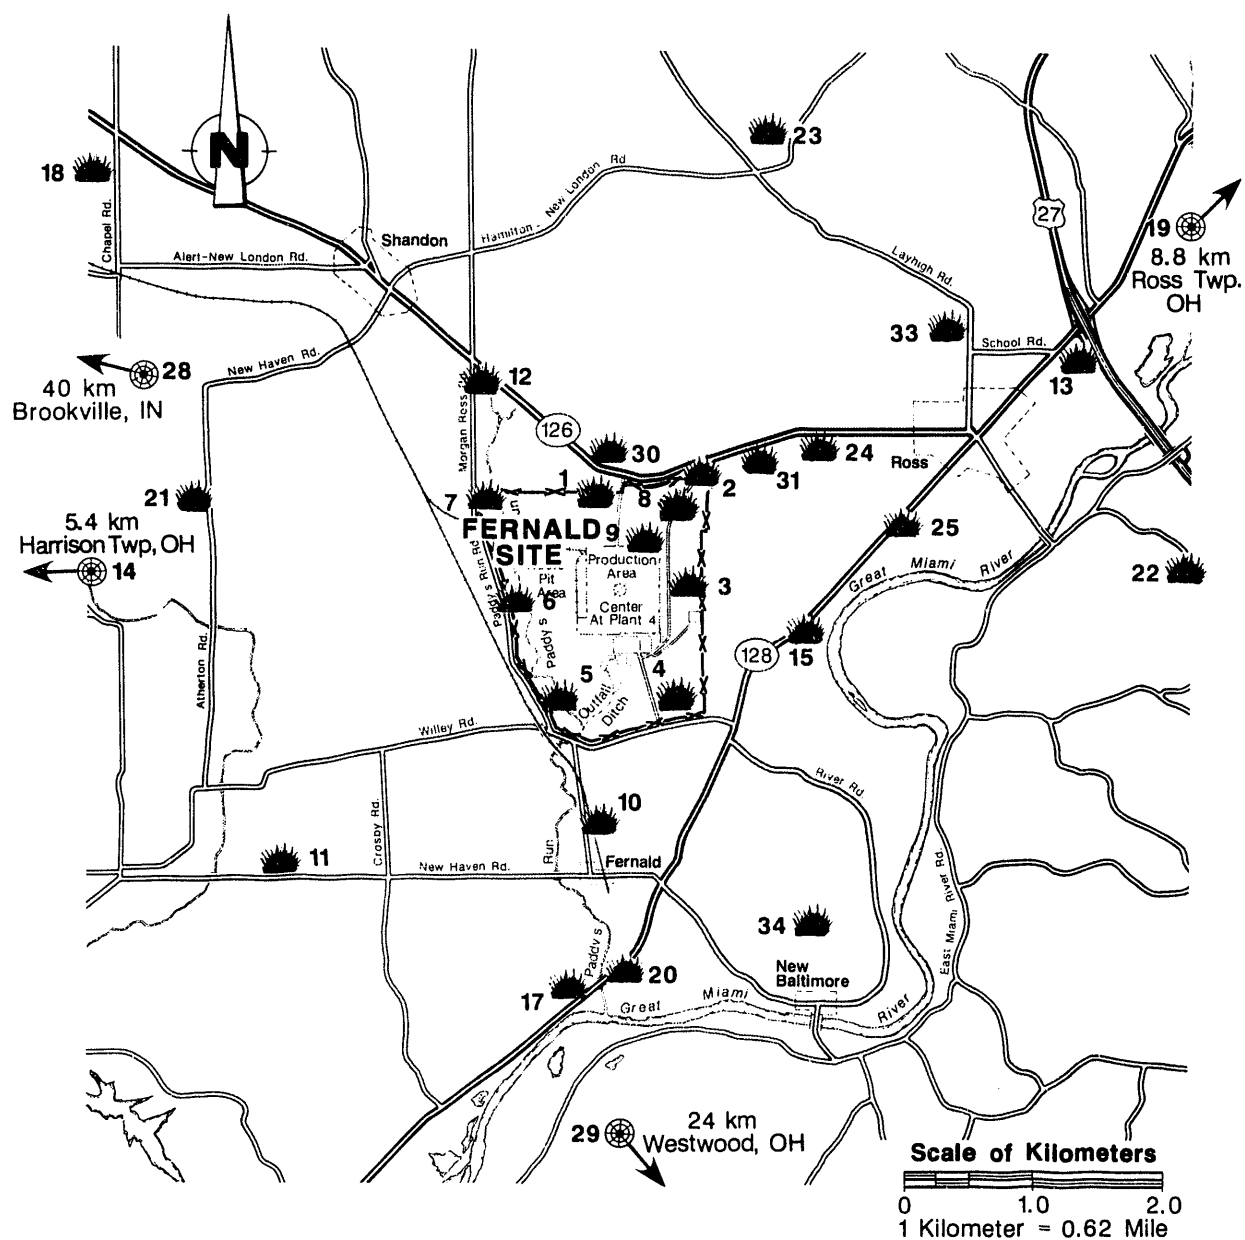 N
23
18
27
19
8.8 km
Ross Twp.
OH
Chapel Rd.
Shandon
Hamilton - New London Rd
Alert-New London Rd.
Layhigh Rd.
33
School Rd.
13
28
40 km
Brookville, IN
New Haven Rd.
12
Morgan Ross Rd.
126
30
1
8
2
31
24
Ross
21
7
25
5.4 km
Harrison Twp, OH
14
FERNALD
SITE
9
Production
Area
Center
At Plant 4
Pit
Area
6
3
Paddy's Run Rd.
Paddy's
Run
Great Miami River
22
15
128
5
4
Outfall
Ditch
Atherton Rd.
Willey Rd.
River Rd.
10
Crosby Rd.
11
New Haven Rd.
Run
Fernald
Paddy's
34
New
Baltimore
East Miami River Rd.
17
20
Great Miami River
29
24 km
Westwood, OH
Scale of Kilometers
0 1.0 2.0
1 Kilometer = 0.62 Mile